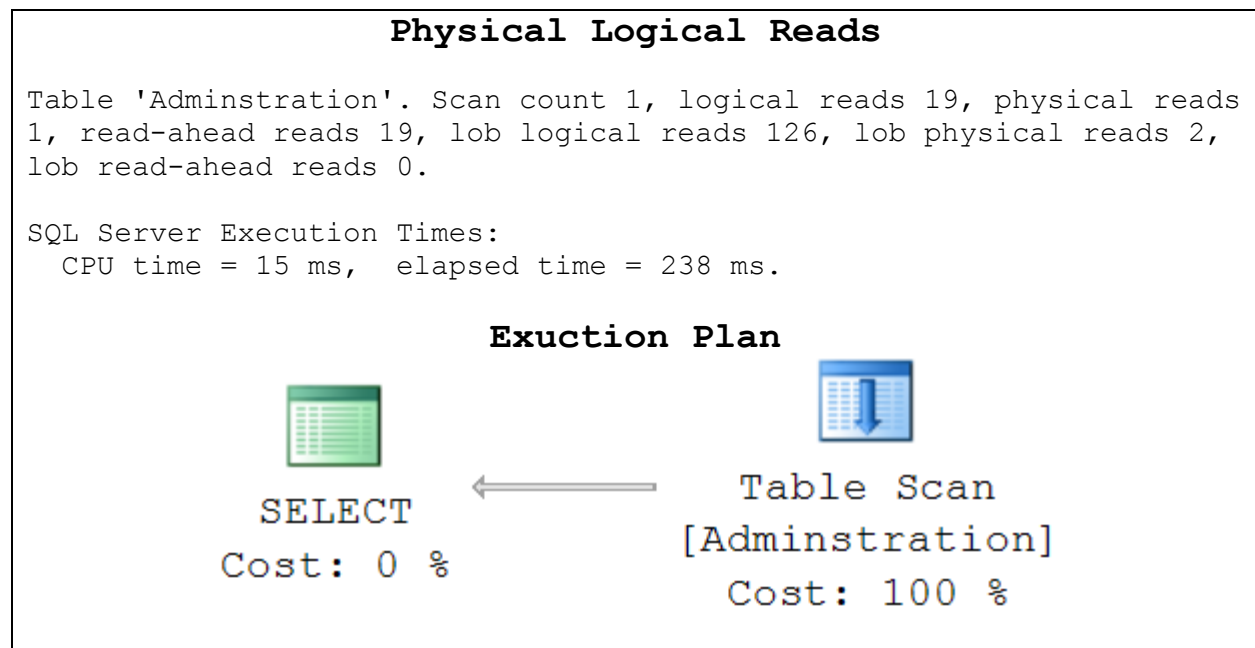 Physical Logical Reads
Table 'Adminstration'. Scan count 1, logical reads 19, physical reads
1, read-ahead reads 19, lob logical reads 126, lob physical reads 2,
lob read-ahead reads 0.
SQL Server Execution Times:
CPU time = 15 ms, elapsed time = 238 ms.
Exuction Plan
SELECT
Cost: 0 %
Table Scan
[Adminstration]
Cost: 100 %